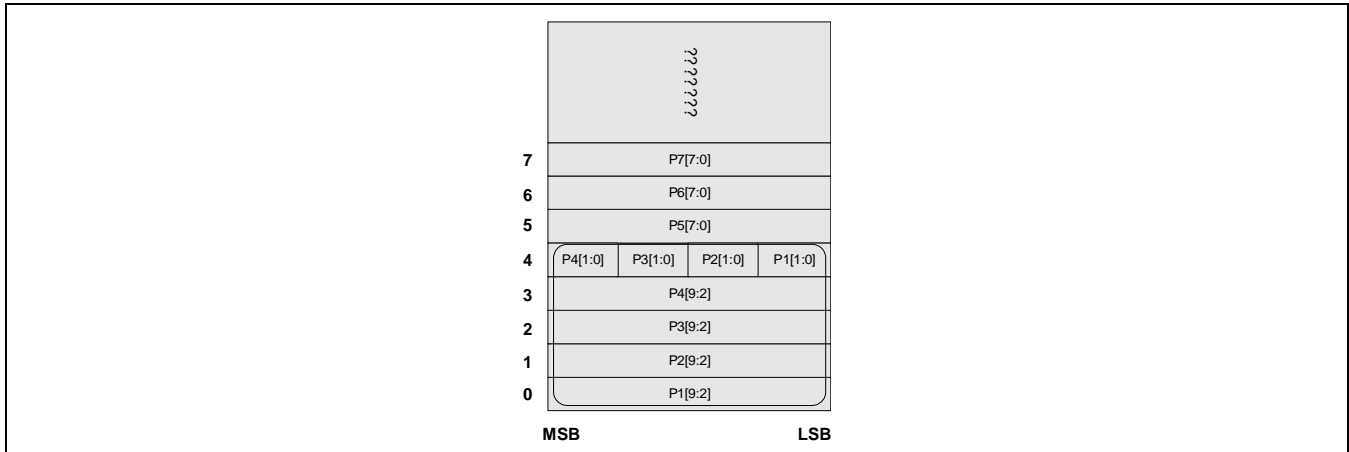 ? ? ? ? ? ? ?
7 P7[7:0]
6 P6[7:0]
5 P5[7:0]
4 P4[1:0] P3[1:0] P2[1:0] P1[1:0]
3 P4[9:2]
2 P3[9:2]
1 P2[9:2]
0 P1[9:2]
MSB LSB